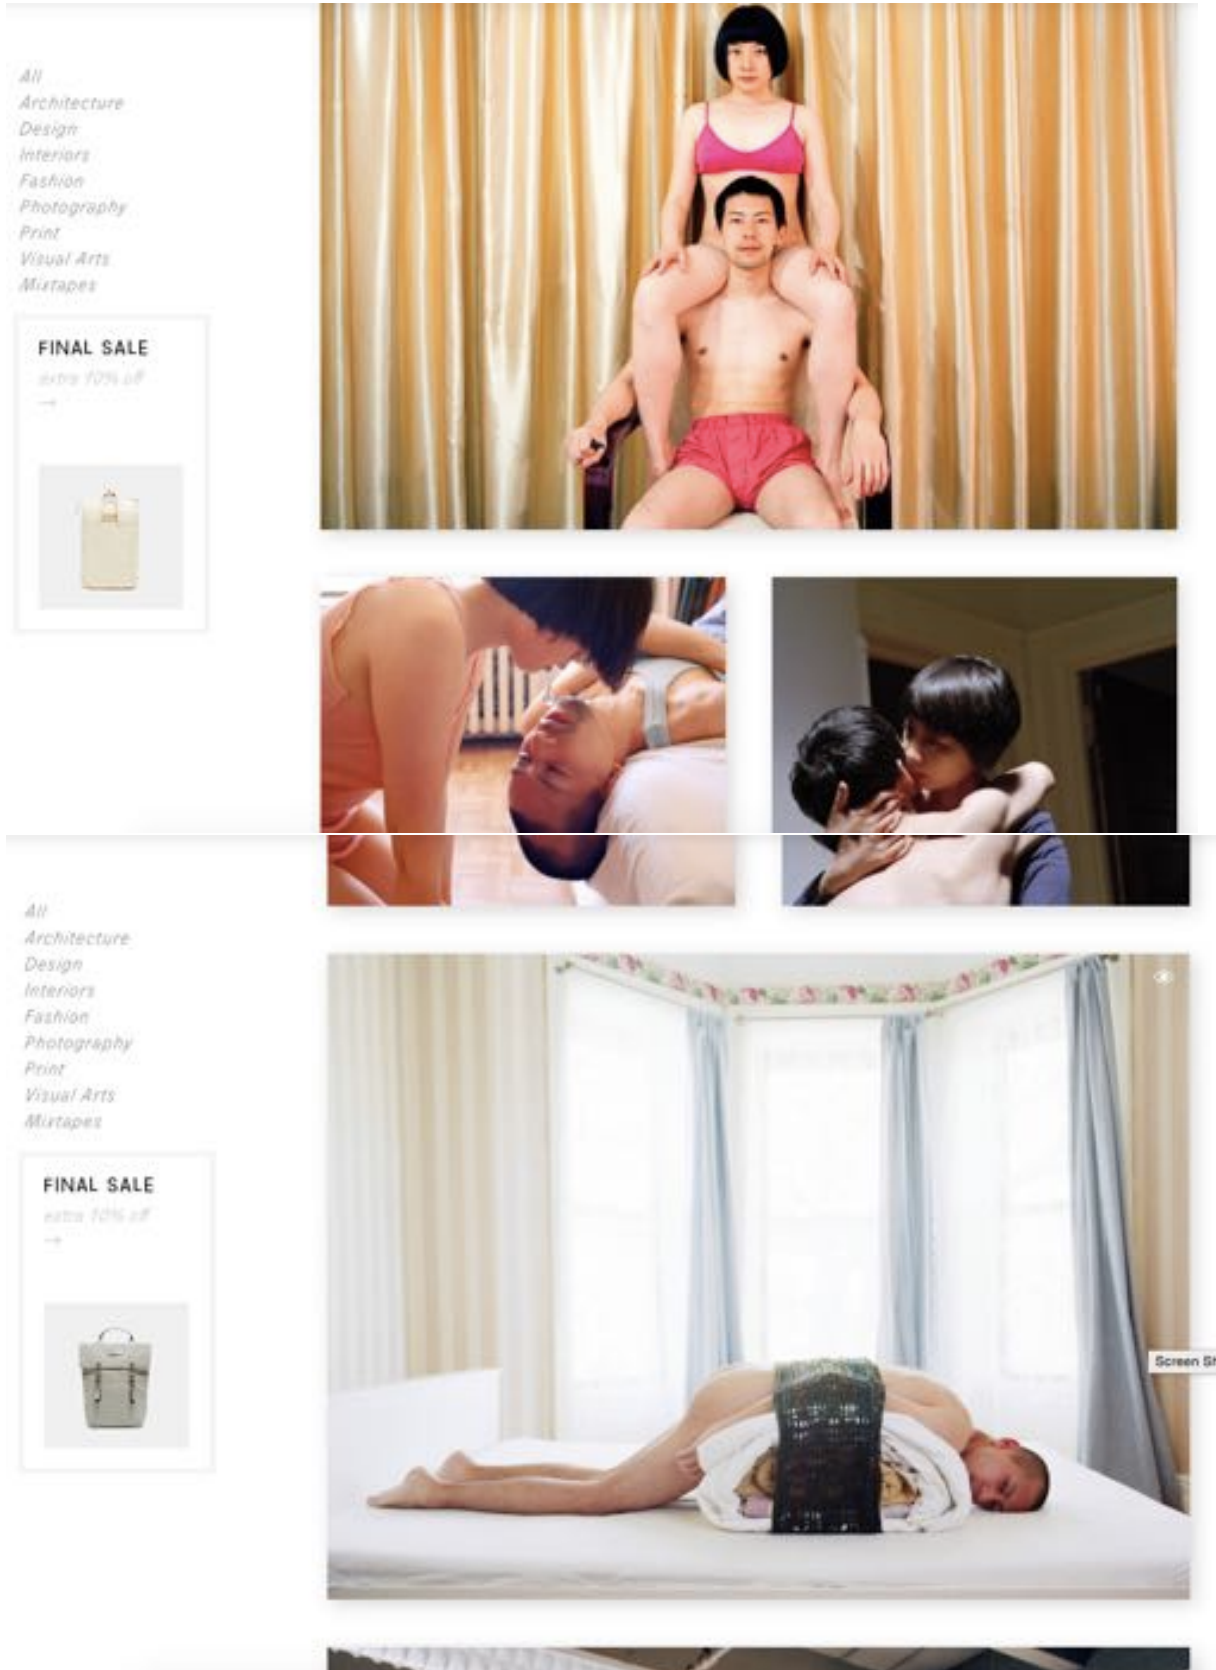 All
Architecture
Design
Interiors
Fashion
Photography
Print
Visual Arts
Mixtapes
FINAL SALE
extra 10% off
→
All
Architecture
Design
Interiors
Fashion
Photography
Print
Visual Arts
Mixtapes
FINAL SALE
extra 10% off
→
Screen Sh